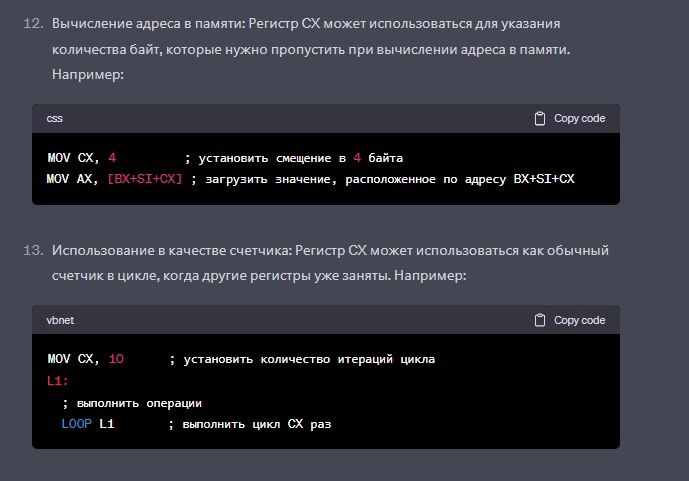 12. Вычисление адреса в памяти: Регистр CX может использоваться для указания
количества байт, которые нужно пропустить при вычислении адреса в памяти.
Например:
css Copy code
MOV CX, 4 ; установить смещение в 4 байта
MOV AX, [BX+SI+CX] ; загрузить значение, расположенное по адресу BX+SI+CX
13. Использование в качестве счетчика: Регистр CX может использоваться как обычный
счетчик в цикле, когда другие регистры уже заняты. Например:
vbnet Copy code
MOV CX, 10 ; установить количество итераций цикла
L1:
; выполнить операции
LOOP L1 ; выполнить цикл CX раз